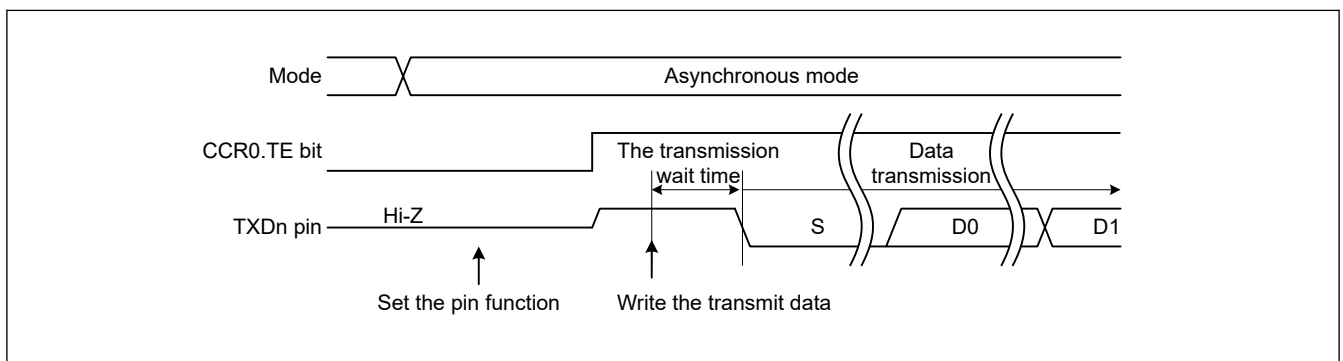 Mode
Asynchronous mode
CCR0.TE bit
The transmission
wait time
Data
transmission
TXDn pin
Hi-Z
S
D0
D1
Set the pin function
Write the transmit data